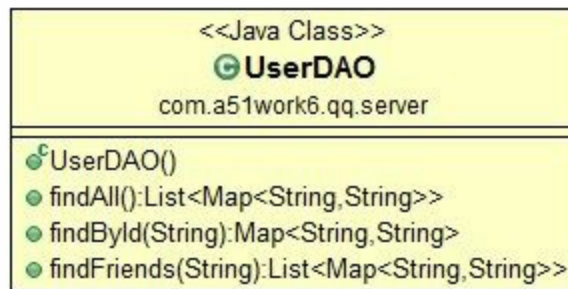 <<Java Class>>
UserDAO
com.a51work6.qq.server
UserDAO()
findAll():List<Map<String,String>>
findById(String):Map<String,String>
findFriends(String):List<Map<String,String>>